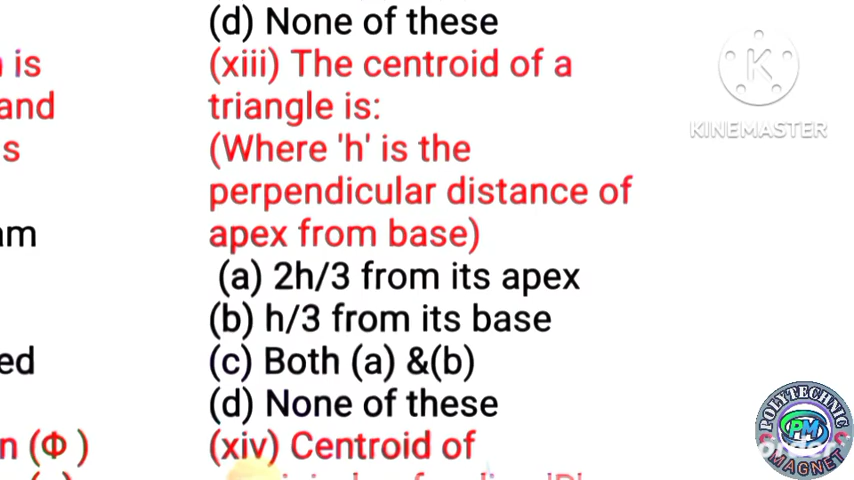 (d) None of these
is
(xiii) The centroid of a
and
triangle is:
s
(Where 'h' is the
perpendicular distance of
am
apex from base)
(a) 2h/3 from its apex
(b) h/3 from its base
ed
(c) Both (a) &(b)
(d) None of these
n (Φ )
(xiv) Centroid of
K
KINEMASTER
POLYTECHNIC
PM
MAGNET